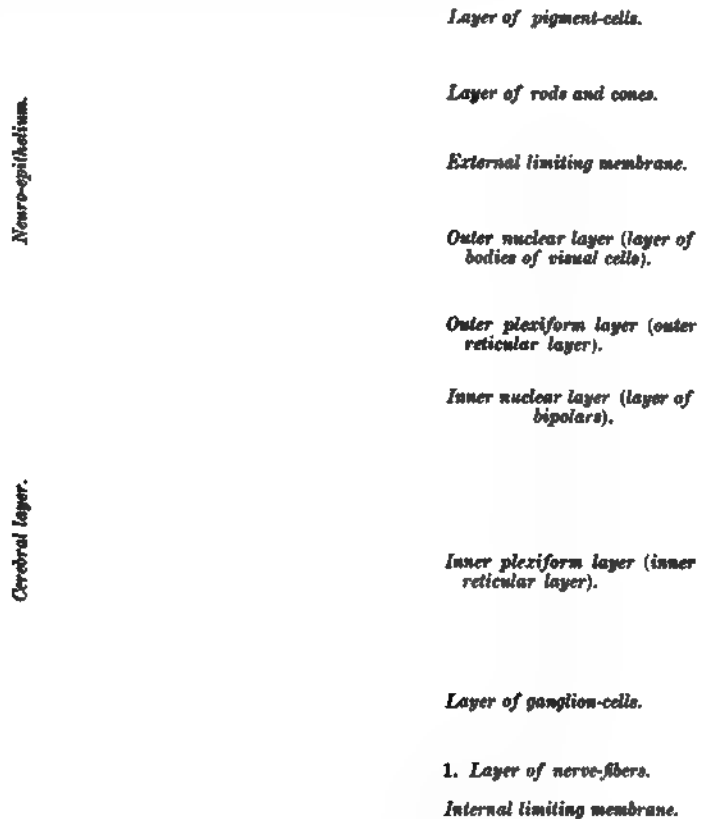 Layer of pigment-cells.
Layer of rods and cones.
Neuro-epithelium.
External limiting membrane.
Outer nuclear layer (layer of
bodies of visual cells).
Outer plexiform layer (outer
reticular layer).
Inner nuclear layer (layer of
bipolars).
Cerebral layer.
Inner plexiform layer (inner
reticular layer).
Layer of ganglion-cells.
1. Layer of nerve-fibers.
Internal limiting membrane.